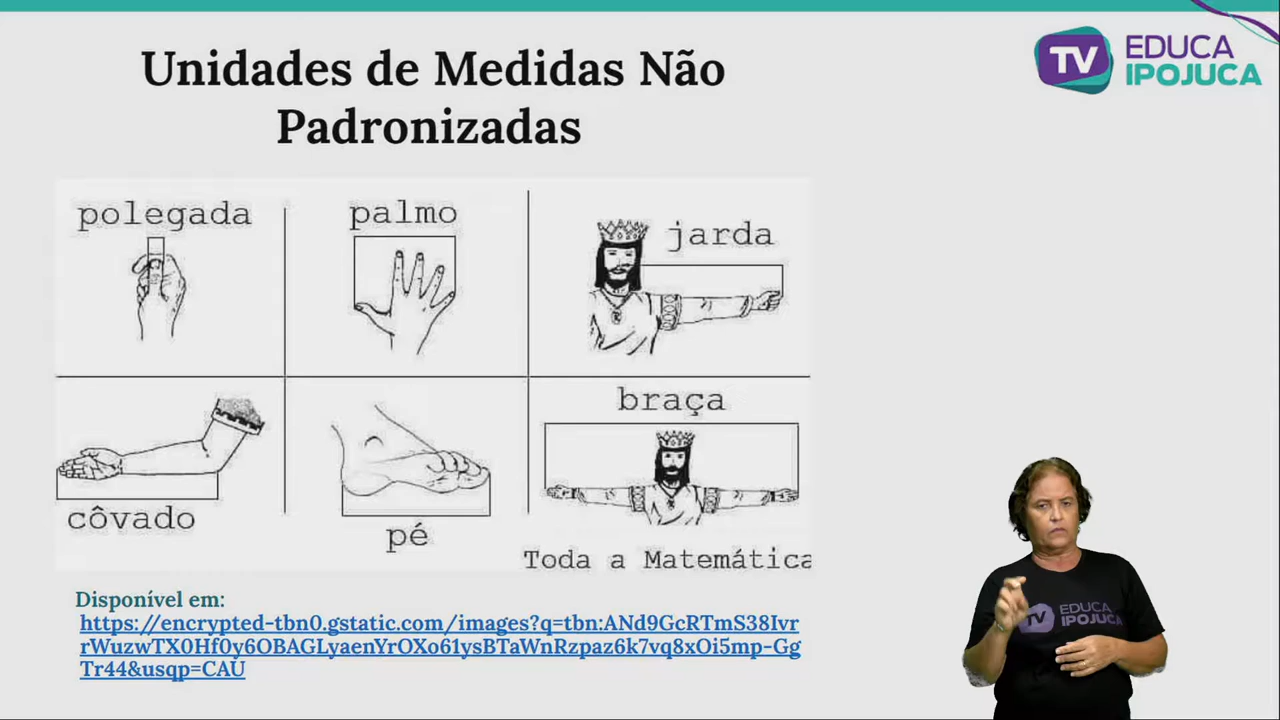 Unidades de Medidas Não
Padronizadas
TV EDUCA
IPOJUCA
polegada
palmo
jarda
côvado
pé
braça
Toda a Matemática
Disponível em:
https://encrypted-tbn0.gstatic.com/images?q=tbn:ANd9GcRTmS38Ivr
rWuzwTX0Hf0y6OBAGLyaenYrOXo61ysBTaWnRzpaz6k7vq8xOi5mp-Gg
Tr44&usqp=CAU
TV EDUCA
IPOJUCA